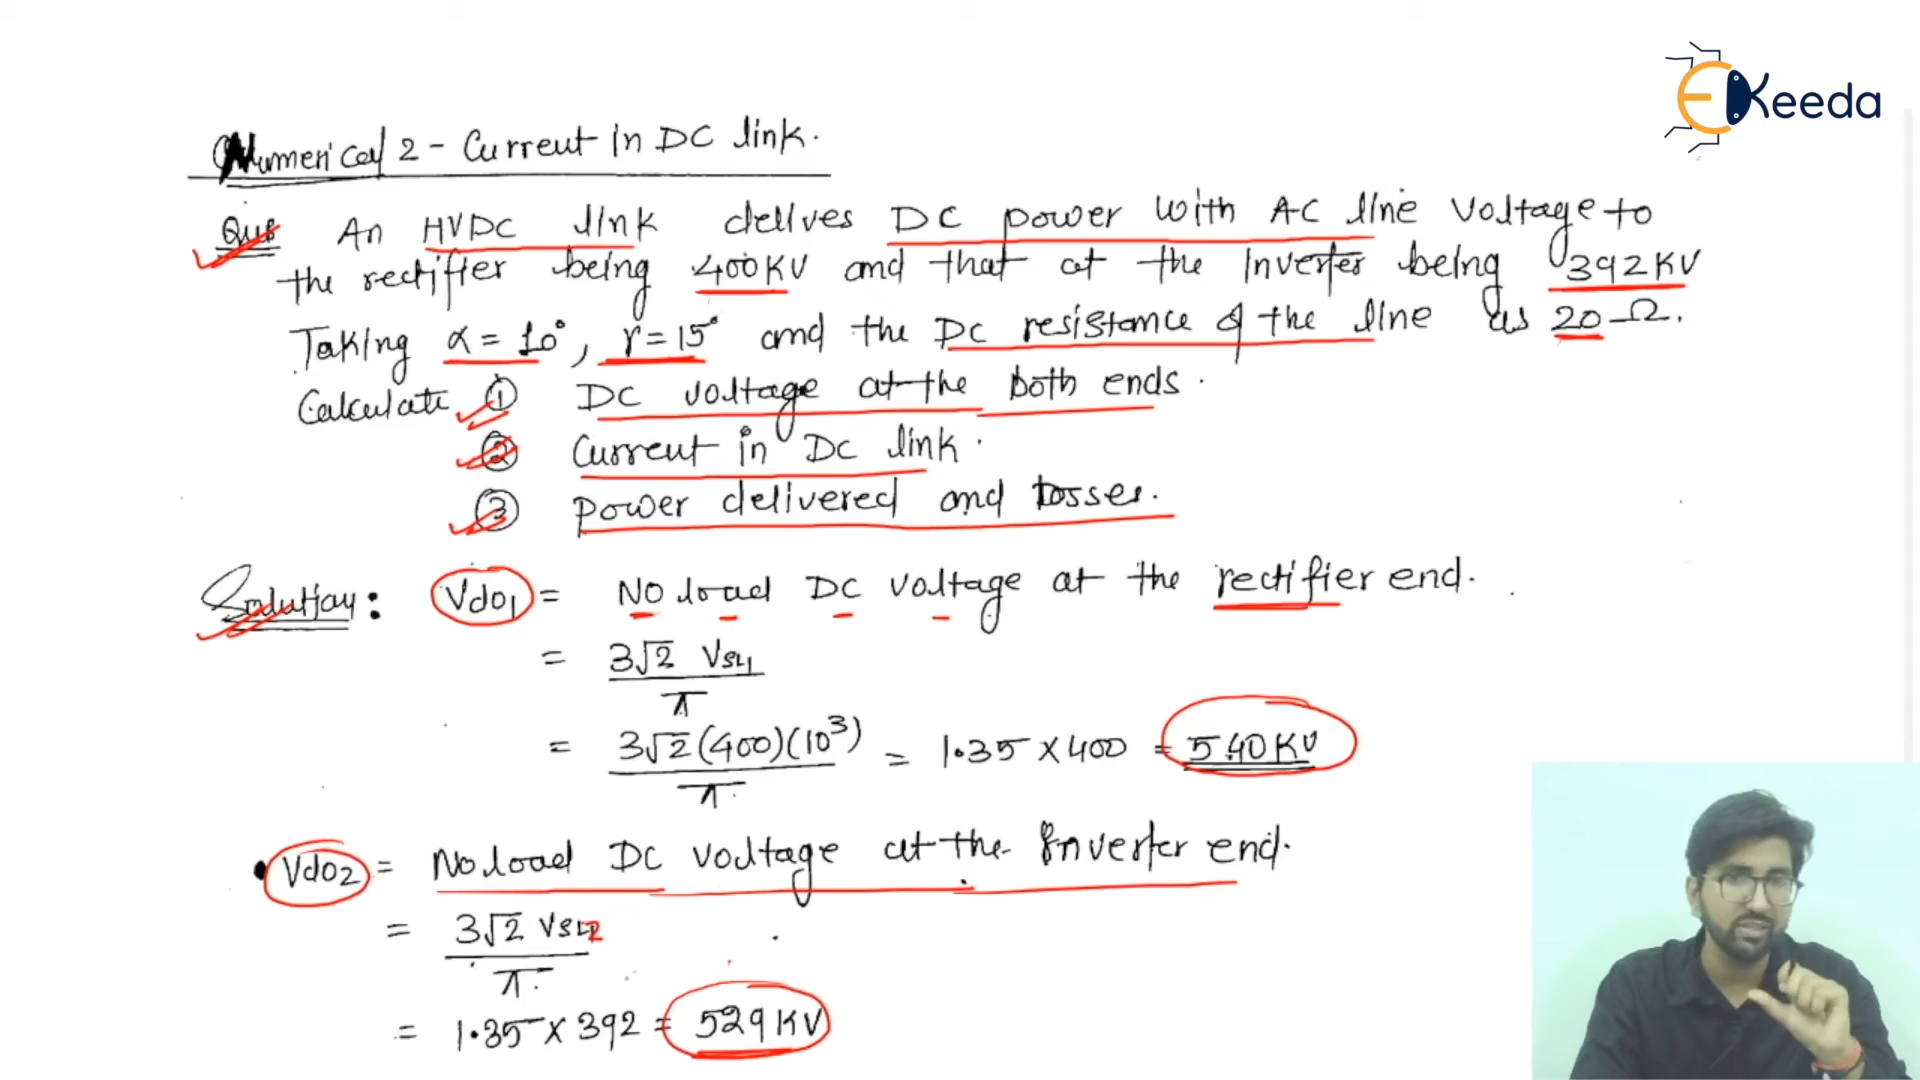 EKeeda
Numerical 2 - Current in DC link.
Que An HVDC link delives DC power with AC line voltage to
the rectifier being 400KV and that at the Inverter being 392KV
Taking α = 10°, r = 15° and the DC resistance of the line as 20Ω.
Calculate ① DC voltage at the both ends.
② Current in DC link.
③ power delivered and losses.
Solution: Vdo1 = NO load DC voltage at the rectifier end.
= 3√2 VSL1
π
= 3√2(400)(10³) = 1.35 × 400 = 540KV
π
Vdo2 = No load DC voltage at the Inverter end.
= 3√2 VSL2
π
= 1.35 × 392 = 529KV